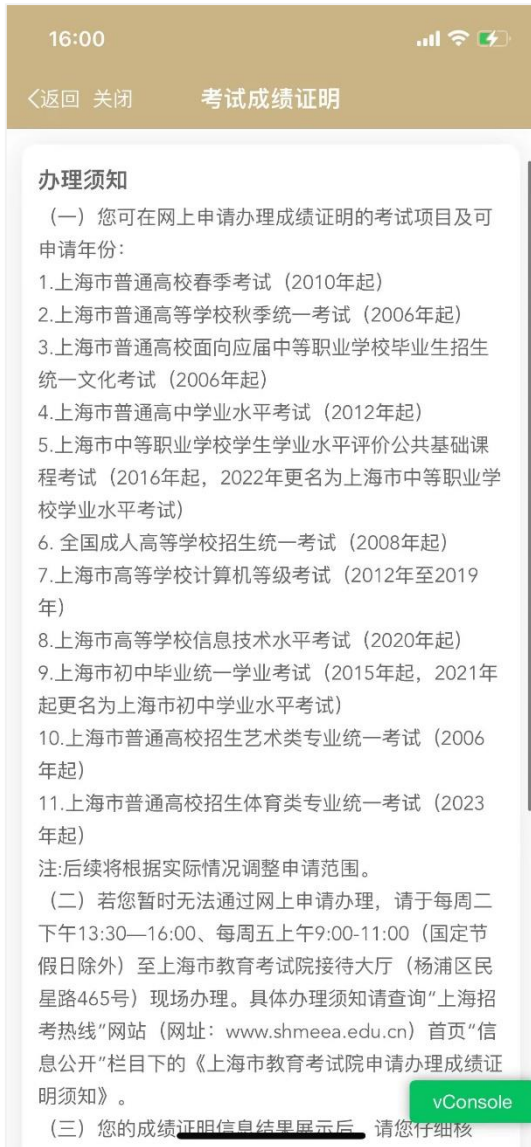 16:00
返回 关闭 考试成绩证明
办理须知
（一）您可在网上申请办理成绩证明的考试项目及可
申请年份：
1.上海市普通高校春季考试（2010年起）
2.上海市普通高等学校秋季统一考试（2006年起）
3.上海市普通高校面向应届中等职业学校毕业生招生
统一文化考试（2006年起）
4.上海市普通高中学业水平考试（2012年起）
5.上海市中等职业学校学生学业水平评价公共基础课
程考试（2016年起，2022年更名为上海市中等职业学
校学业水平考试）
6. 全国成人高等学校招生统一考试（2008年起）
7.上海市高等学校计算机等级考试（2012年至2019
年）
8.上海市高等学校信息技术水平考试（2020年起）
9.上海市初中毕业统一学业考试（2015年起，2021年
起更名为上海市初中学业水平考试）
10.上海市普通高校招生艺术类专业统一考试（2006
年起）
11.上海市普通高校招生体育类专业统一考试（2023
年起）
注:后续将根据实际情况调整申请范围。
（二）若您暂时无法通过网上申请办理，请于每周二
下午13:30—16:00、每周五上午9:00-11:00（国定节
假日除外）至上海市教育考试院接待大厅（杨浦区民
星路465号）现场办理。具体办理须知请查询“上海招
考热线”网站（网址：www.shmeea.edu.cn）首页“信
息公开”栏目下的《上海市教育考试院申请办理成绩证
明须知》。
vConsole
（三）您的成绩证明信息结果展示后，请您仔细核